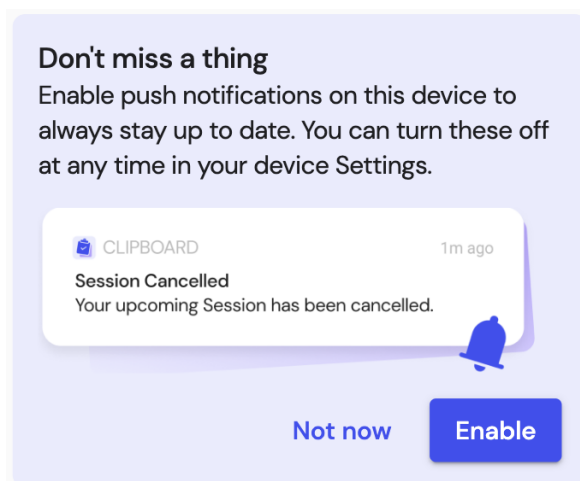 Don't miss a thing
Enable push notifications on this device to
always stay up to date. You can turn these off
at any time in your device Settings.
CLIPBOARD 1m ago
Session Cancelled
Your upcoming Session has been cancelled.
Not now Enable